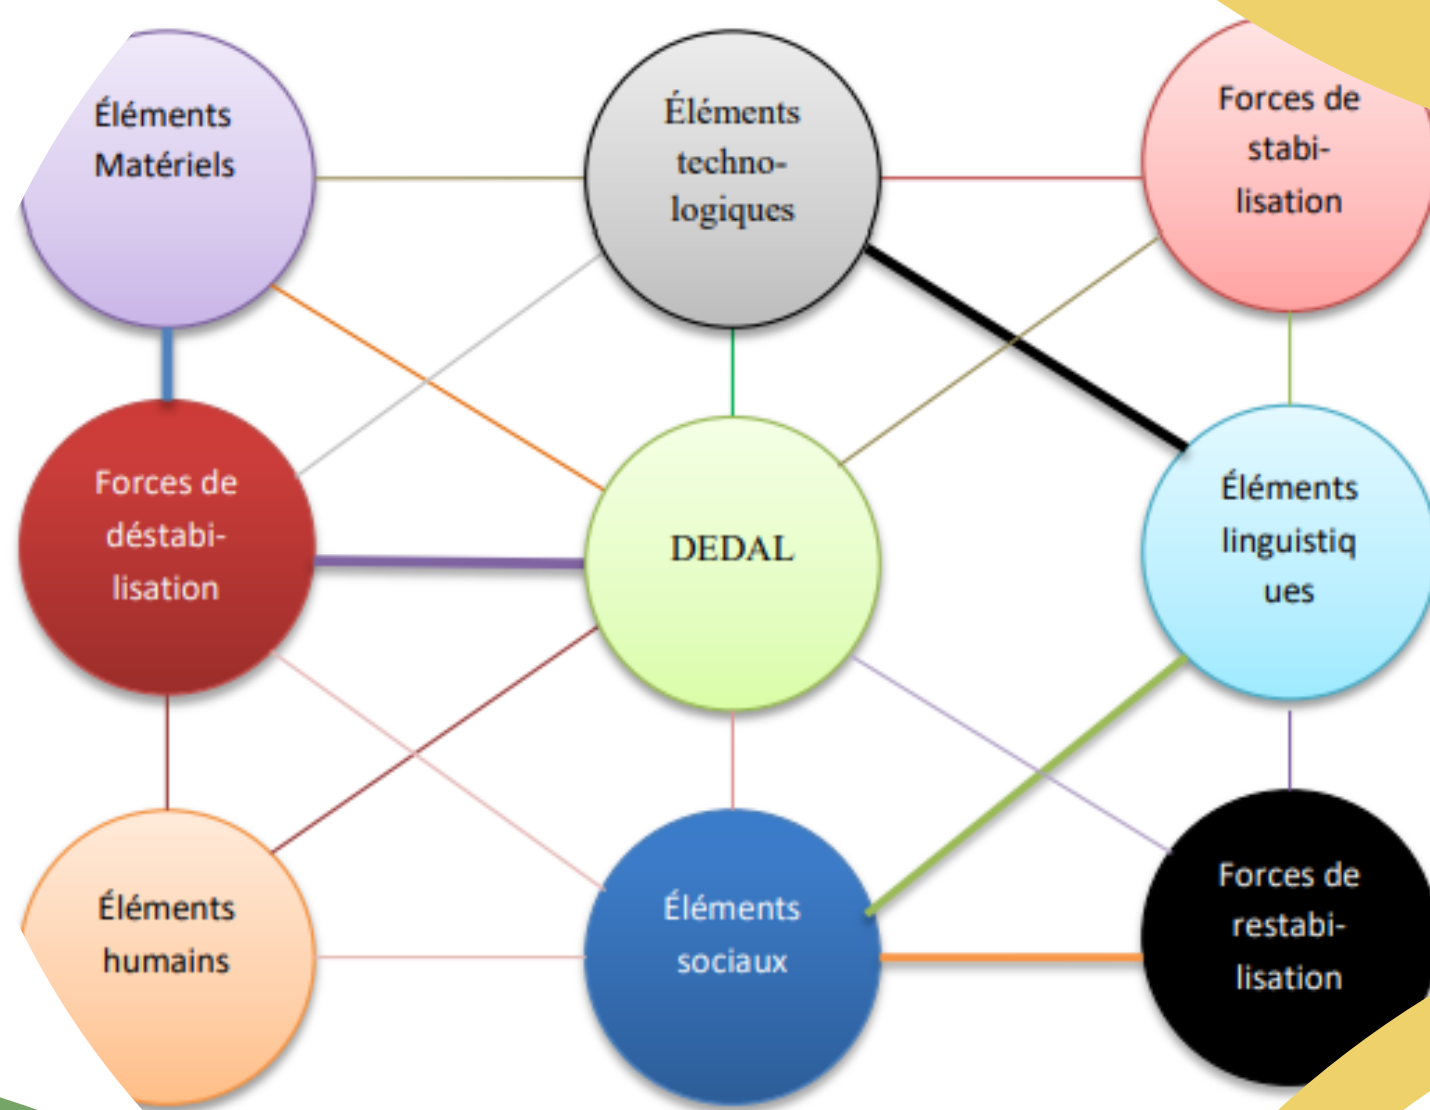 Éléments
Matériels
Éléments
techno-
logiques
Forces de
stabi-
lisation
Forces de
déstabi-
lisation
DEDAL
Éléments
linguistiq
ues
Éléments
humains
Éléments
sociaux
Forces de
restabi-
lisation